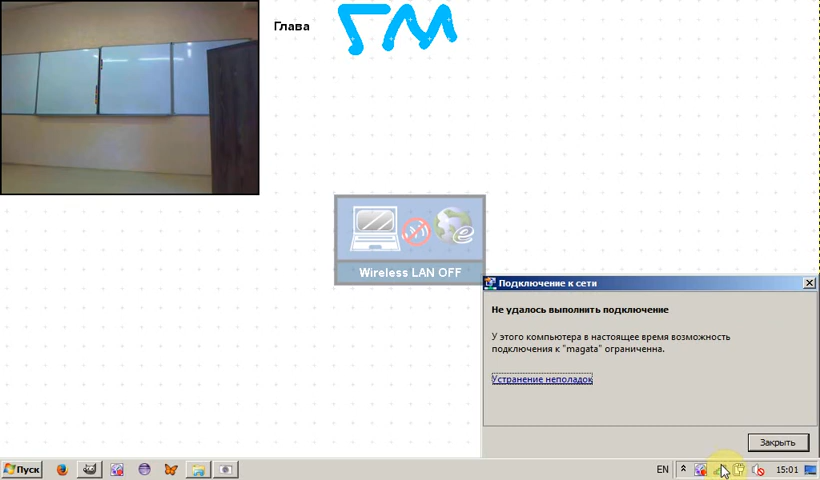 Глава
Wireless LAN OFF
Подключение к сети
Не удалось выполнить подключение
У этого компьютера в настоящее время возможность
подключения к "magata" ограниченна.
Устранение неполадок
Закрыть
Пуск
EN
15:01